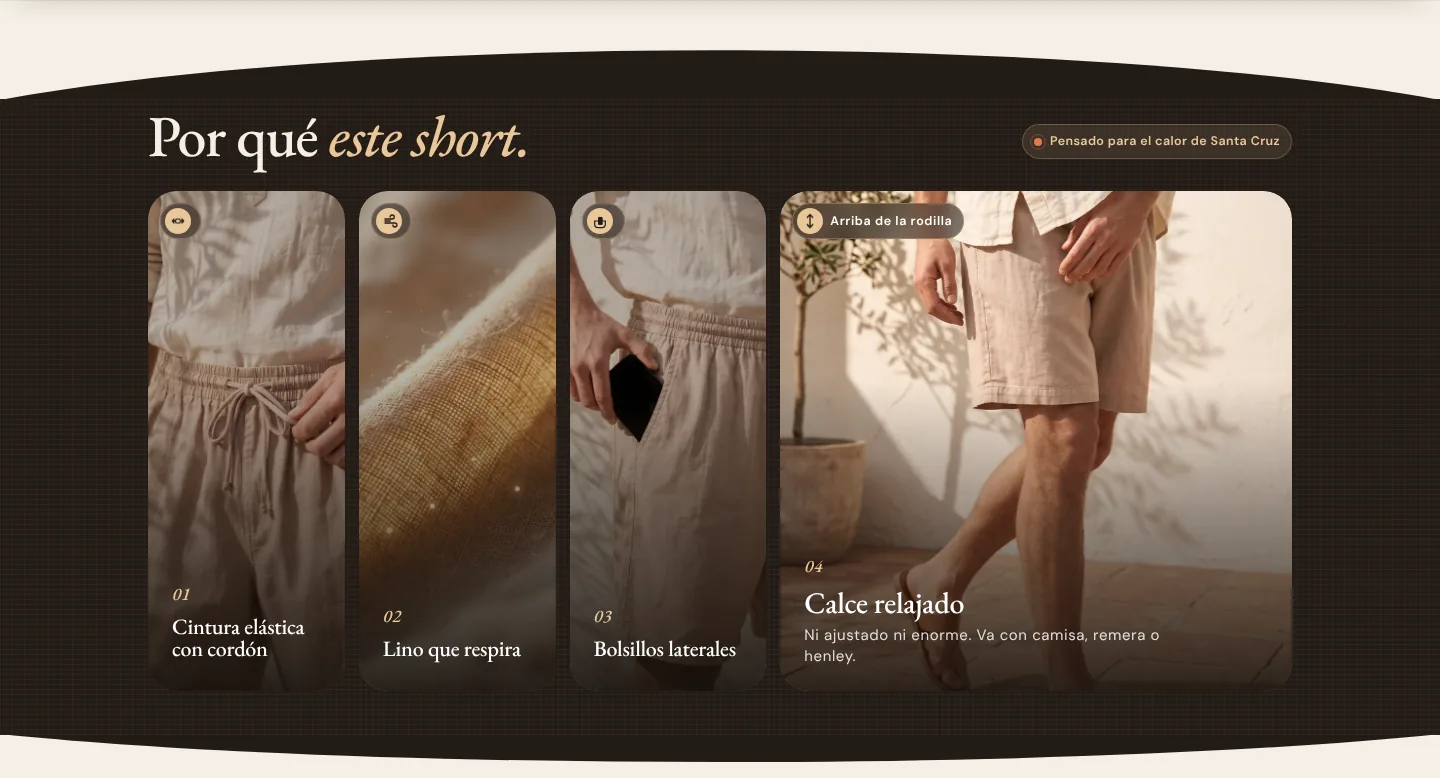 Por qué este short.
Pensado para el calor de Santa Cruz
Arriba de la rodilla
01
Cintura elástica
con cordón
02
Lino que respira
03
Bolsillos laterales
04
Calce relajado
Ni ajustado ni enorme. Va con camisa, remera o
henley.